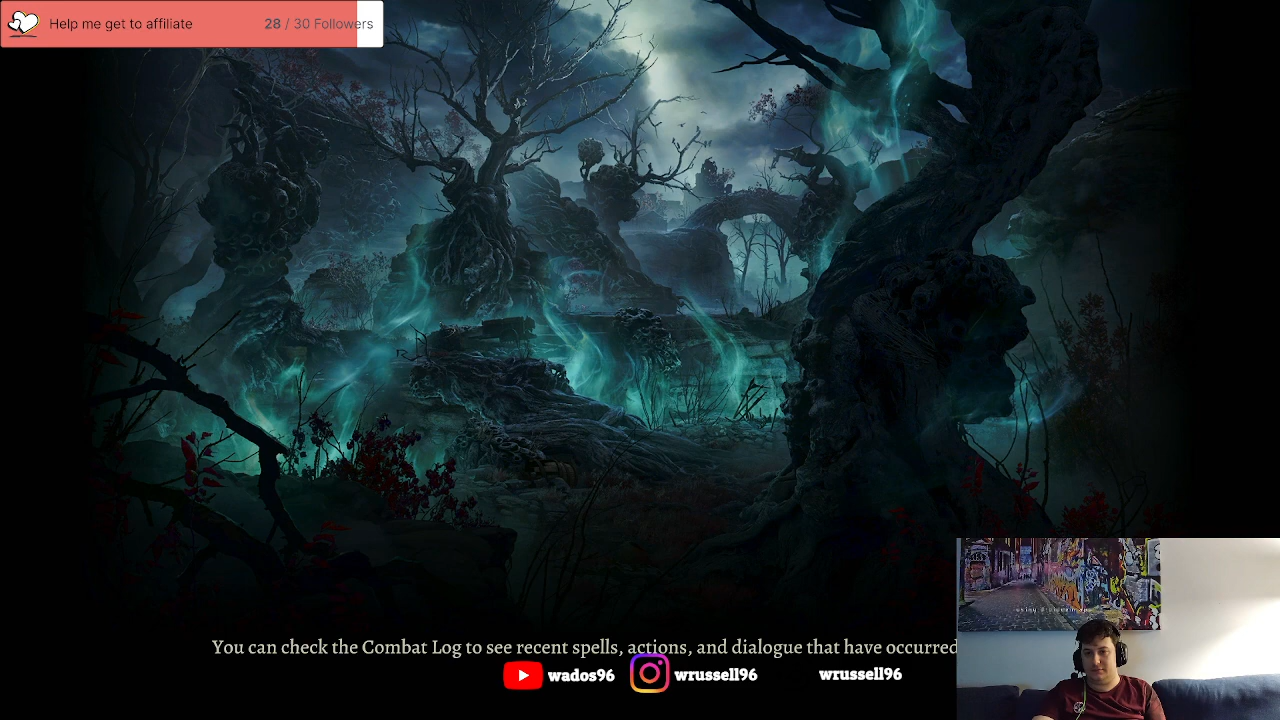 Help me get to affiliate 28 / 30 Followers
You can check the Combat Log to see recent spells, actions, and dialogue that have occurred
wados96 wrussell96 wrussell96